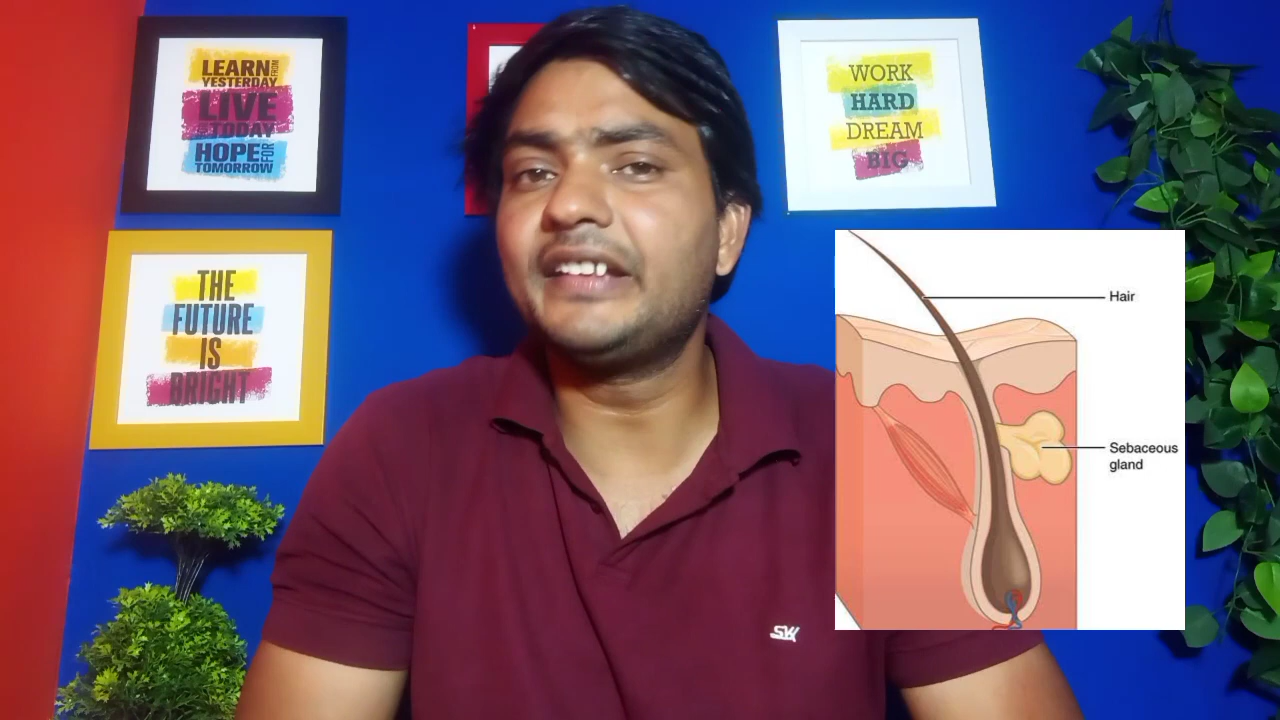 LEARN FROM
YESTERDAY
LIVE
TODAY
HOPE FOR
TOMORROW
WORK
HARD
DREAM
BIG
THE
FUTURE
IS
BRIGHT
Hair
Sebaceous
gland
SK